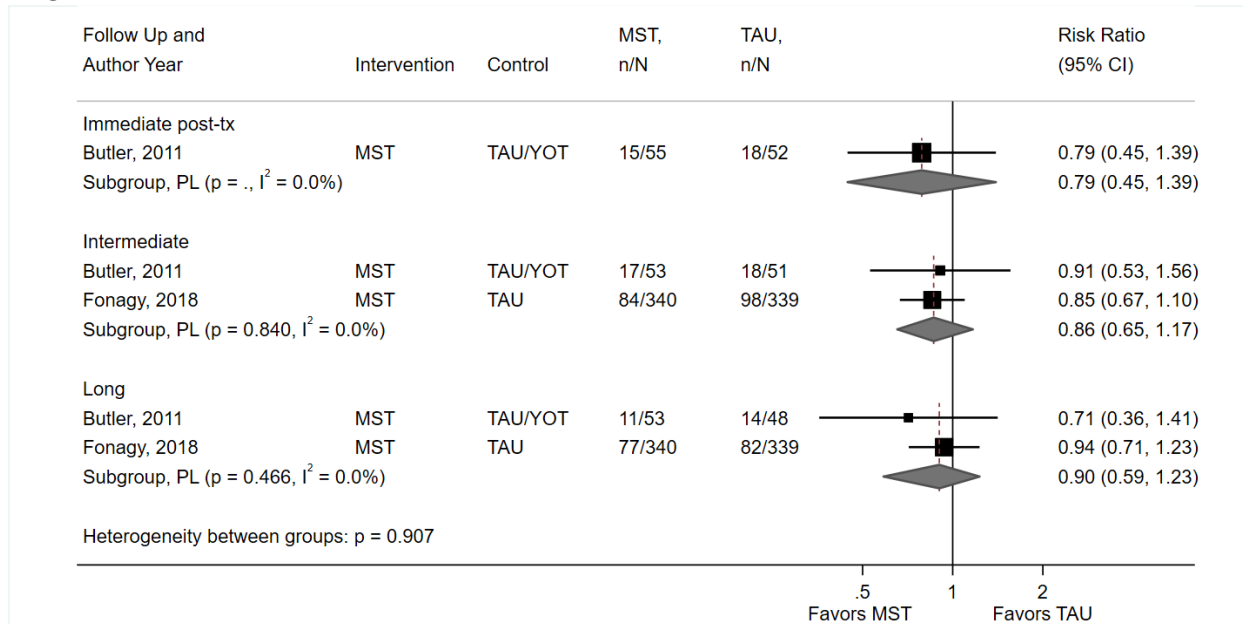 Follow Up and MST, TAU, Risk Ratio
Author Year Intervention Control n/N n/N (95% CI)
Immediate post-tx
Butler, 2011 MST TAU/YOT 15/55 18/52 0.79 (0.45, 1.39)
Subgroup, PL (p = ., I² = 0.0%) 0.79 (0.45, 1.39)
Intermediate
Butler, 2011 MST TAU/YOT 17/53 18/51 0.91 (0.53, 1.56)
Fonagy, 2018 MST TAU 84/340 98/339 0.85 (0.67, 1.10)
Subgroup, PL (p = 0.840, I² = 0.0%) 0.86 (0.65, 1.17)
Long
Butler, 2011 MST TAU/YOT 11/53 14/48 0.71 (0.36, 1.41)
Fonagy, 2018 MST TAU 77/340 82/339 0.94 (0.71, 1.23)
Subgroup, PL (p = 0.466, I² = 0.0%) 0.90 (0.59, 1.23)
Heterogeneity between groups: p = 0.907
.5 1 2
Favors MST Favors TAU